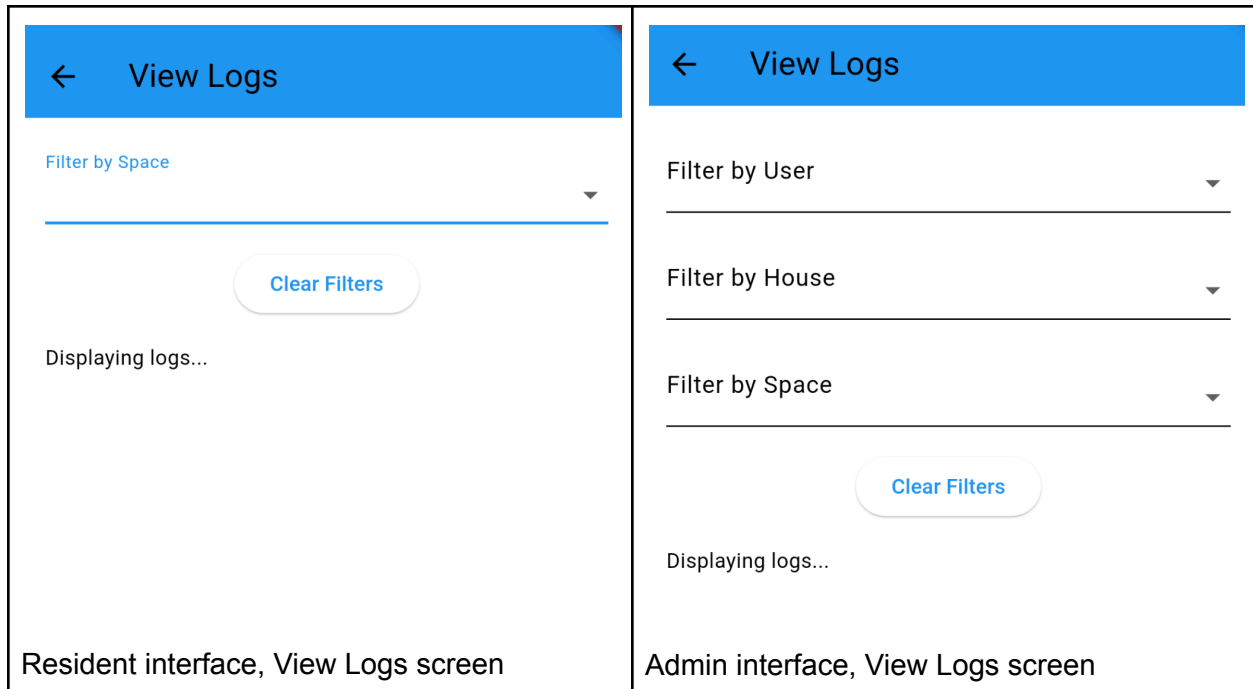 View Logs
Filter by Space
Clear Filters
Displaying logs...
Resident interface, View Logs screen
View Logs
Filter by User
Filter by House
Filter by Space
Clear Filters
Displaying logs...
Admin interface, View Logs screen